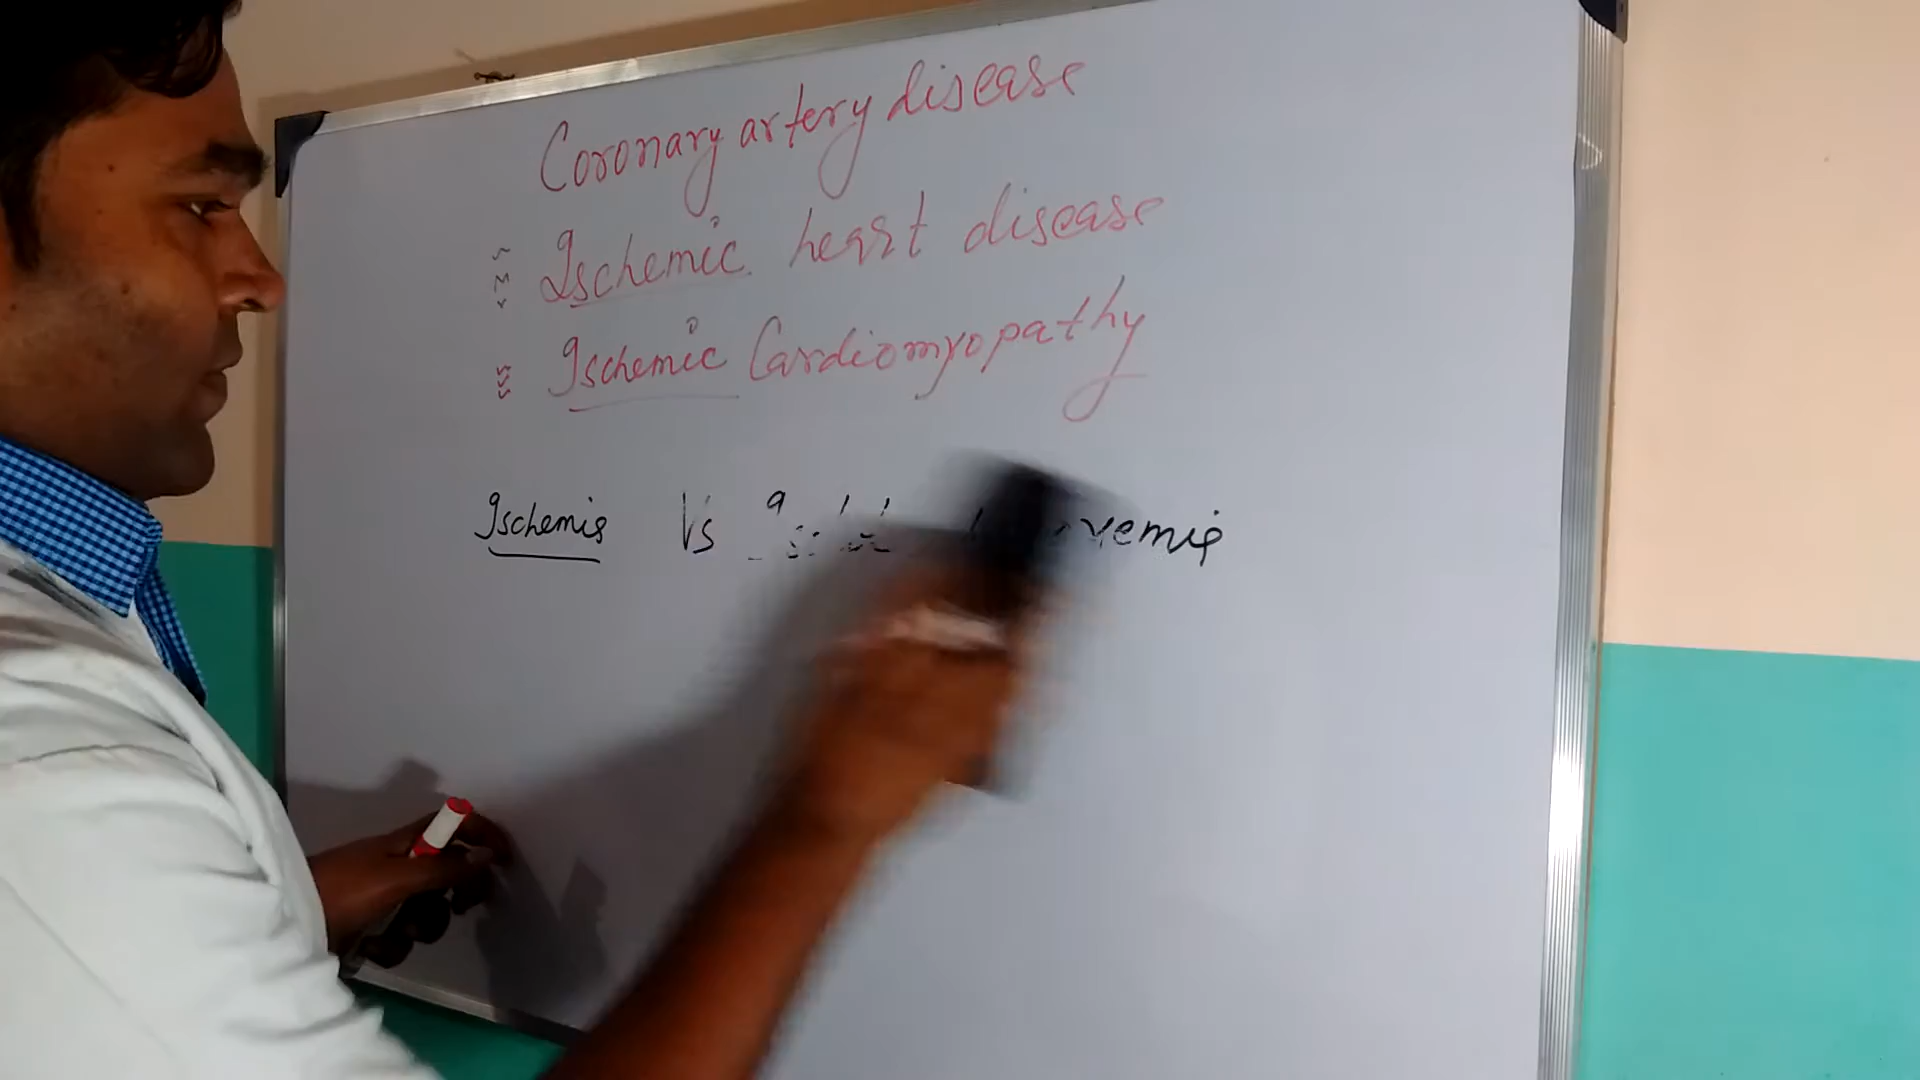 Coronary artery disease
Ischemic heart disease
Ischemic Cardiomyopathy
Ischemia Vs